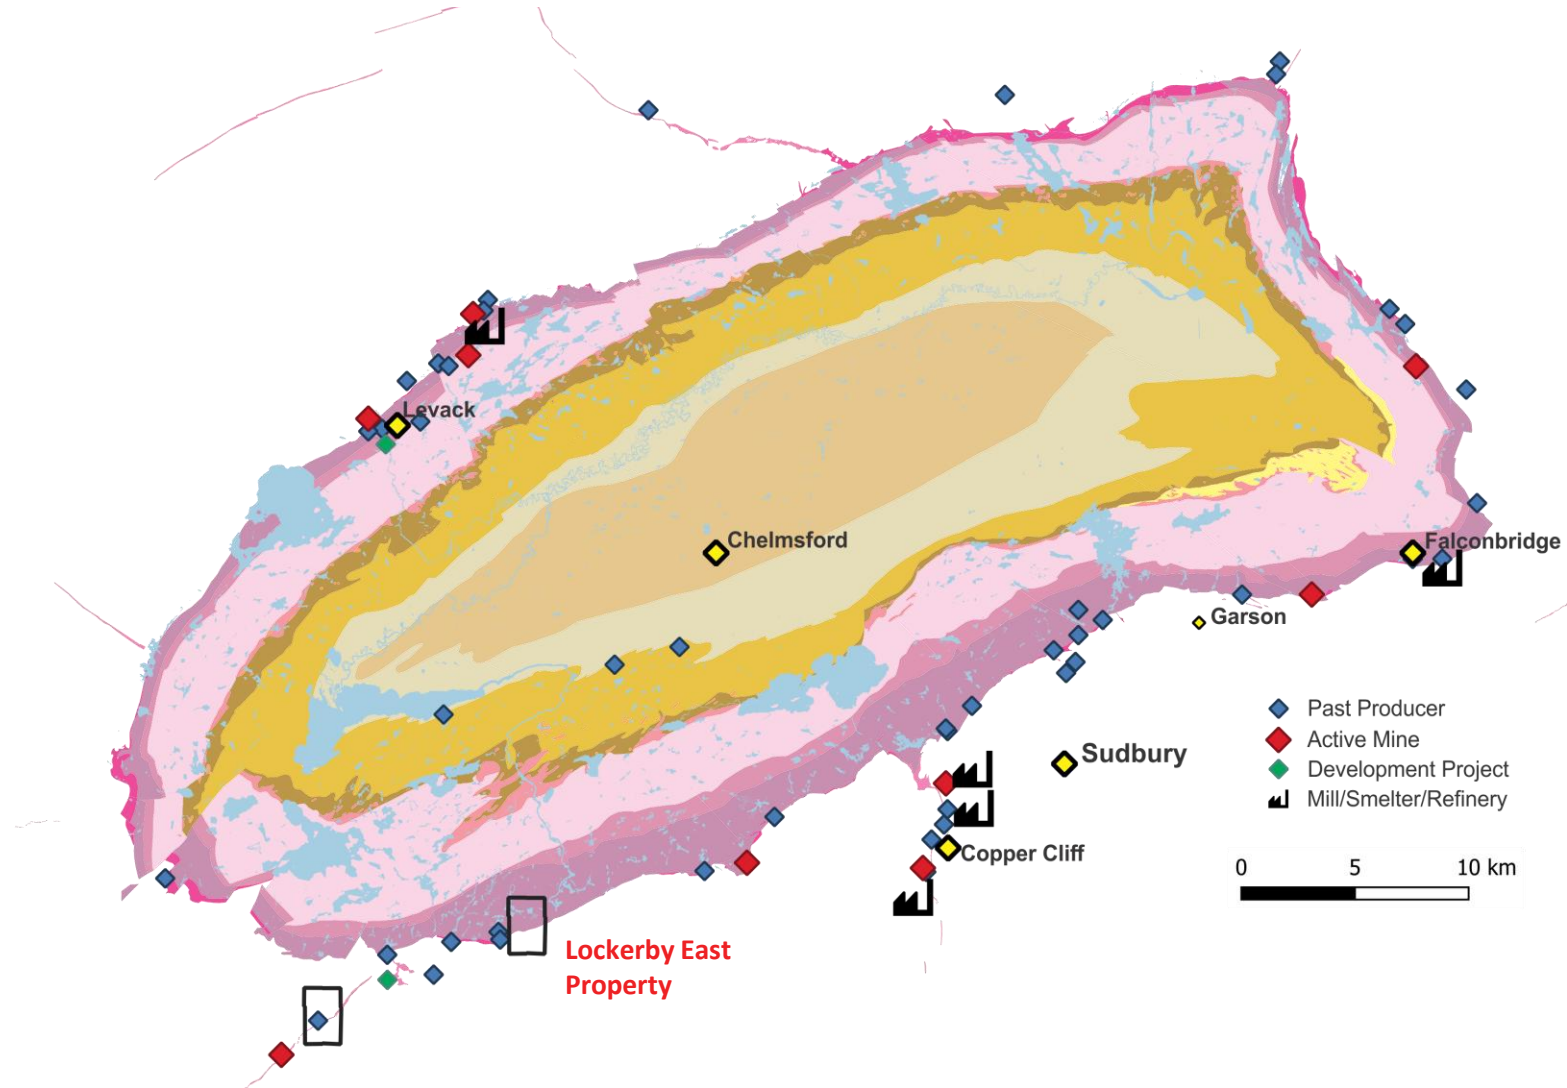 Levack
Chelmsford
Falconbridge
Garson
Sudbury
Copper Cliff
Lockerby East
Property
Past Producer
Active Mine
Development Project
Mill/Smelter/Refinery
0 5 10 km